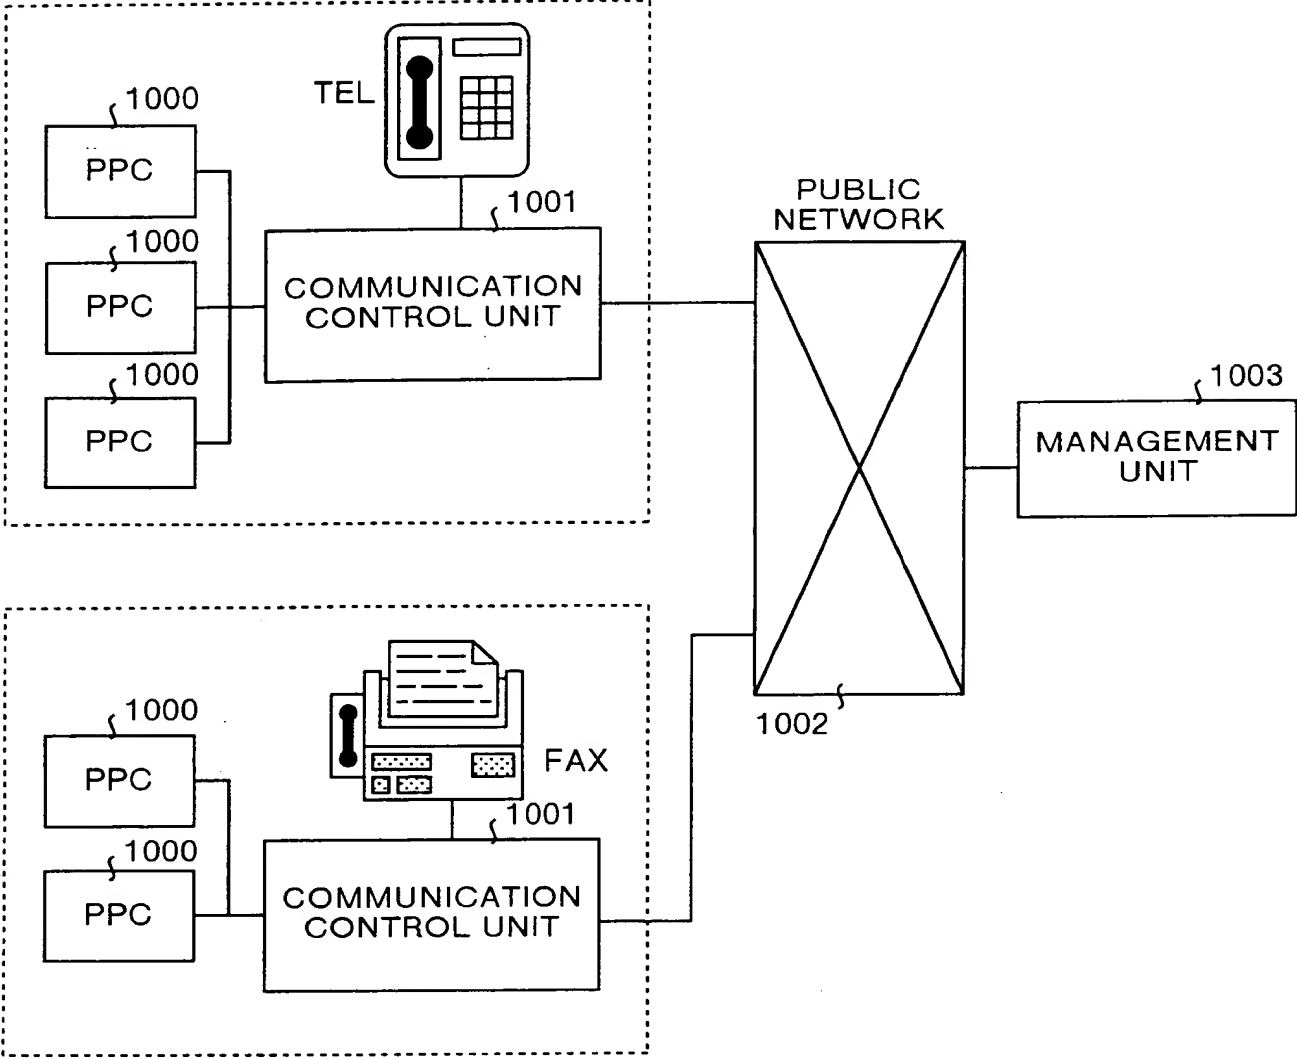 TEL
1000
PPC
1000
PPC
1000
PPC
1001
COMMUNICATION
CONTROL UNIT
PUBLIC
NETWORK
1002
1003
MANAGEMENT
UNIT
FAX
1000
PPC
1000
PPC
1001
COMMUNICATION
CONTROL UNIT